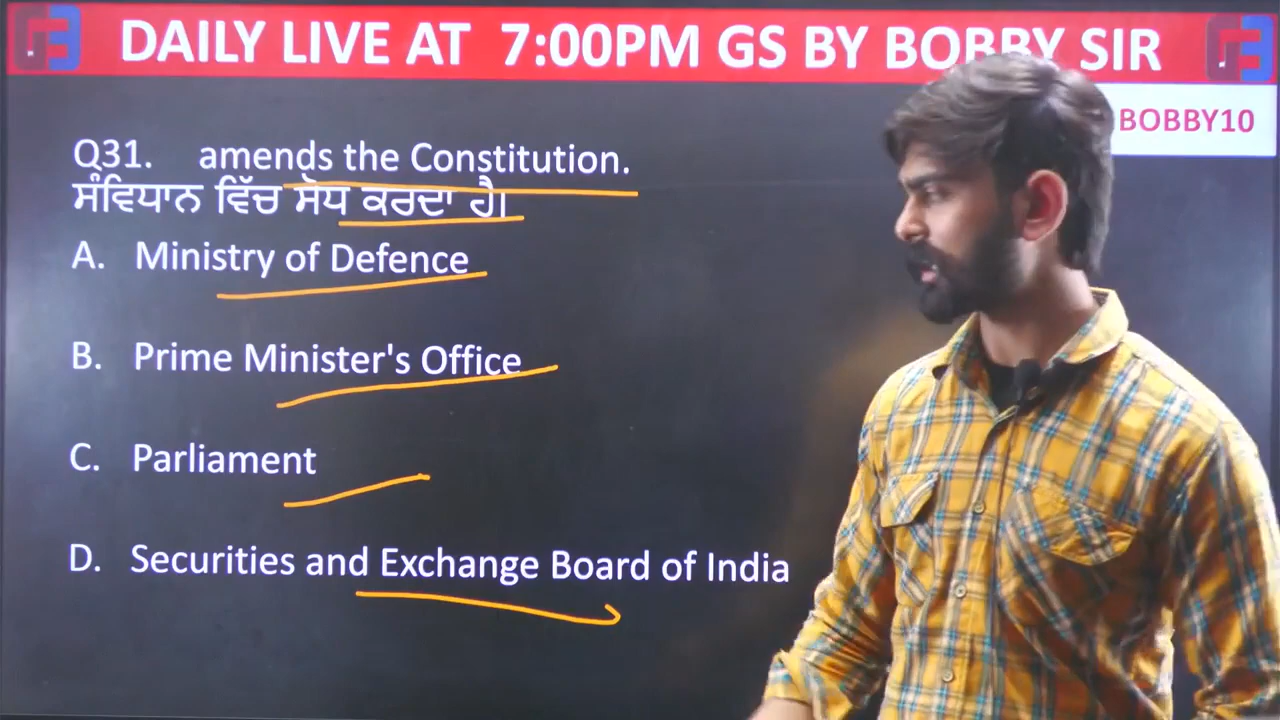 DAILY LIVE AT 7:00PM GS BY BOBBY SIR
BOBBY10
Q31. amends the Constitution.
ਸੰਵਿਧਾਨ ਵਿੱਚ ਸੋਧ ਕਰਦਾ ਹੈ।
A. Ministry of Defence
B. Prime Minister's Office
C. Parliament
D. Securities and Exchange Board of India